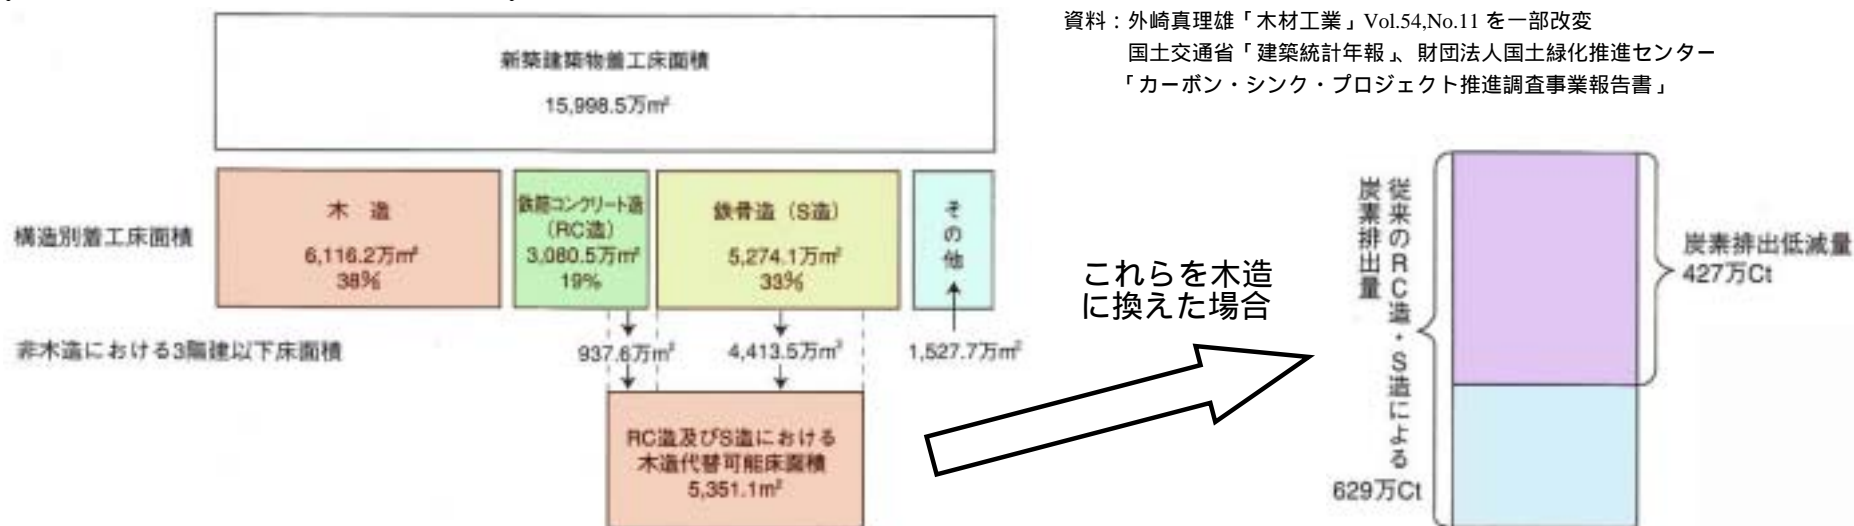 資料：外崎真理雄「木材工業」Vol.54,No.11 を一部改変
国土交通省「建築統計年報」、財団法人国土緑化推進センター
「カーボン・シンク・プロジェクト推進調査事業報告書」
新築建築物着工床面積
15,998.5万m²
構造別着工床面積
木 造
6,116.2万m²
38%
鉄筋コンクリート造
(RC造)
3,080.5万m²
19%
鉄骨造（S造）
5,274.1万m²
33%
その他
非木造における3階建以下床面積
937.6万m²
4,413.5万m²
1,527.7万m²
RC造及びS造における
木造代替可能床面積
5,351.1m²
これらを木造
に換えた場合
従来のRC造・S造による
炭素排出量
629万Ct
炭素排出低減量
427万Ct